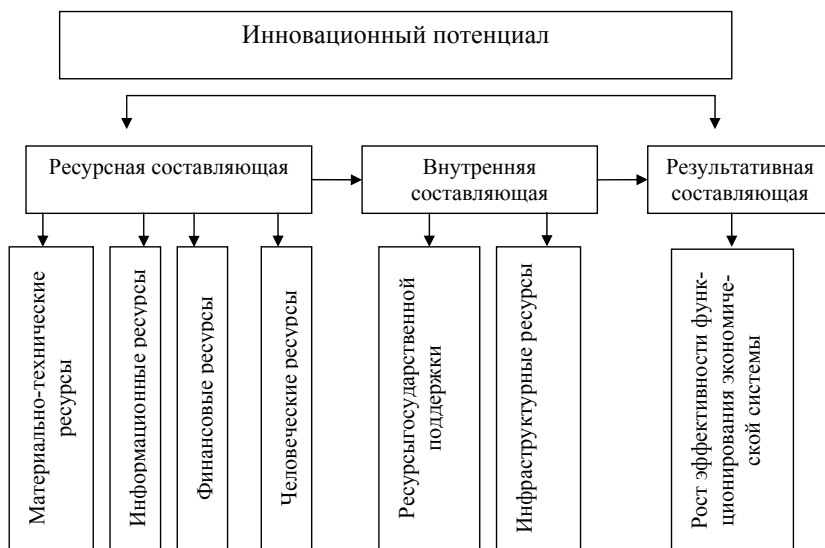 Инновационный потенциал
Ресурсная составляющая
Внутренняя
составляющая
Результативная
составляющая
Материально-технические
ресурсы
Информационные ресурсы
Финансовые ресурсы
Человеческие ресурсы
Ресурсыгосударственной
поддержки
Инфраструктурные ресурсы
Рост эффективности функ-
ционирования экономиче-
ской системы